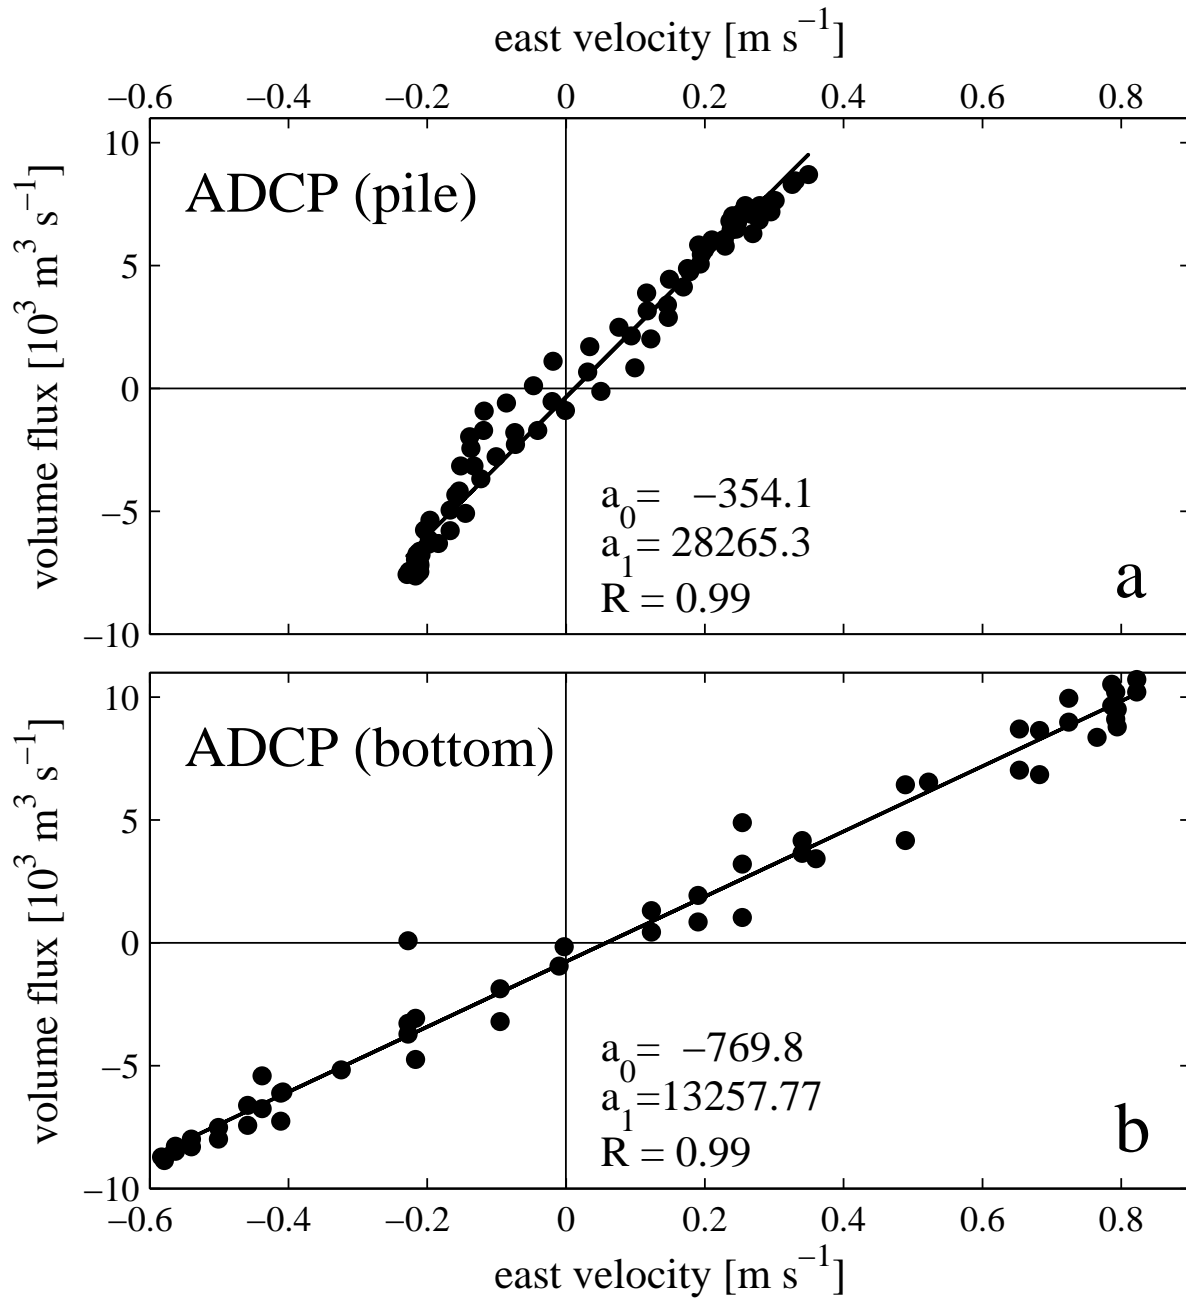 east velocity [m s⁻¹]
−0.6 −0.4 −0.2 0 0.2 0.4 0.6 0.8
10
5
0
−5
−10
volume flux [10³ m³ s⁻¹]
ADCP (pile)
a₀= −354.1
a₁= 28265.3
R = 0.99
a
10
5
0
−5
−10
volume flux [10³ m³ s⁻¹]
ADCP (bottom)
a₀= −769.8
a₁=13257.77
R = 0.99
b
−0.6 −0.4 −0.2 0 0.2 0.4 0.6 0.8
east velocity [m s⁻¹]